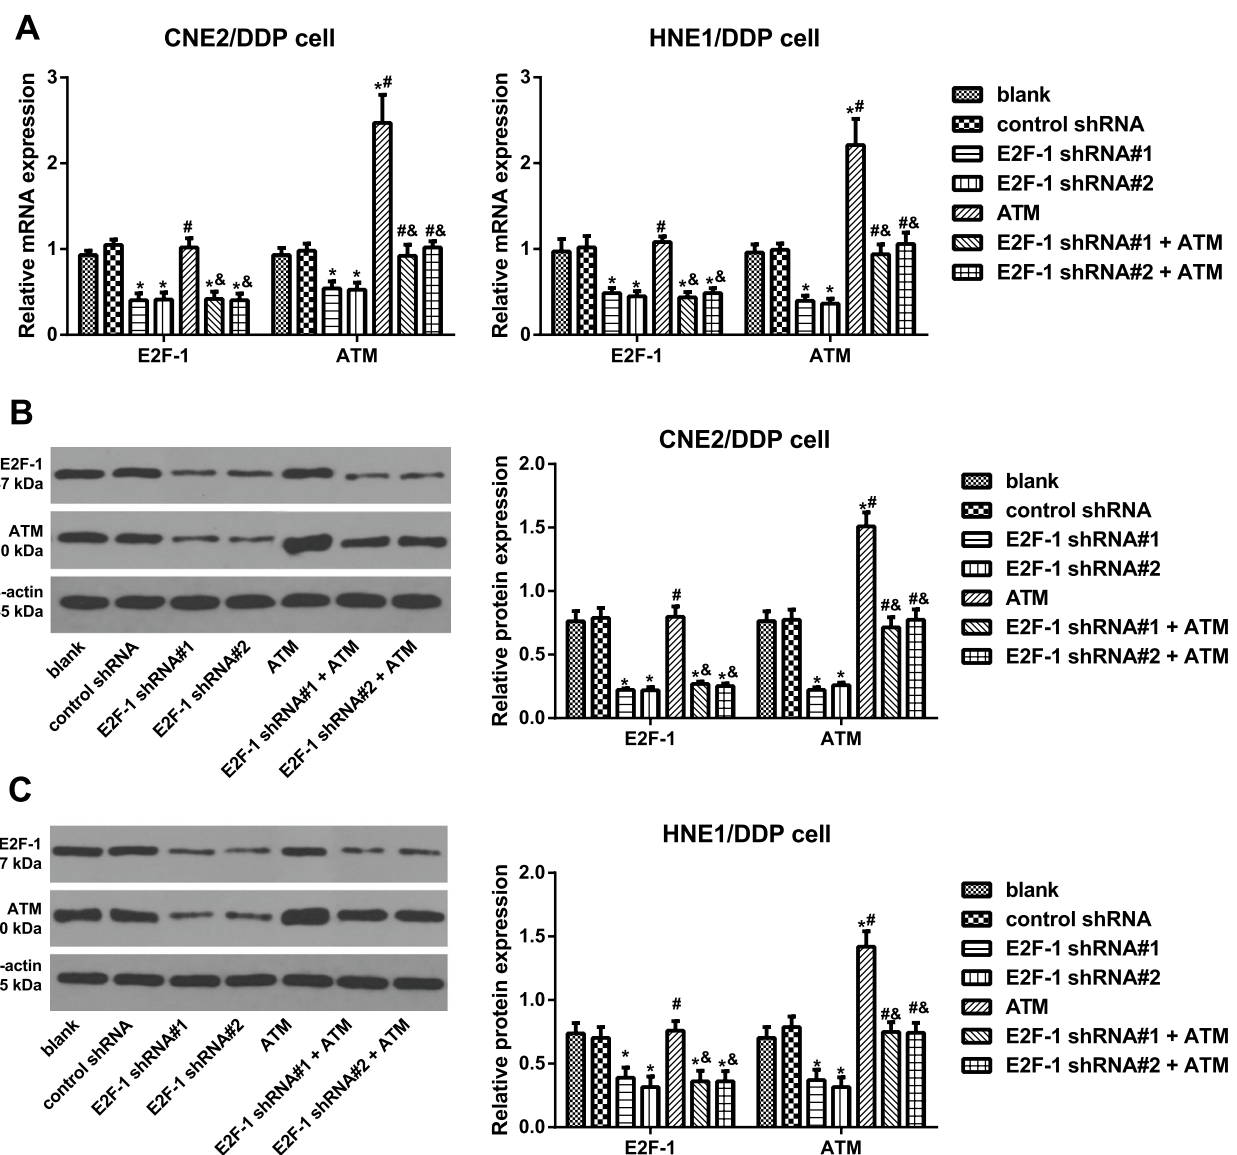 A
CNE2/DDP cell
HNE1/DDP cell
Relative mRNA expression
3
2
1
0
*
*
#
*&
*&
*
*
*#
#&
#&
E2F-1
ATM
Relative mRNA expression
3
2
1
0
*
*
#
*&
*&
*
*
*#
#&
#&
E2F-1
ATM
blank
control shRNA
E2F-1 shRNA#1
E2F-1 shRNA#2
ATM
E2F-1 shRNA#1 + ATM
E2F-1 shRNA#2 + ATM
B
E2F-1
7 kDa
ATM
0 kDa
-actin
5 kDa
blank
control shRNA
E2F-1 shRNA#1
E2F-1 shRNA#2
ATM
E2F-1 shRNA#1 + ATM
E2F-1 shRNA#2 + ATM
CNE2/DDP cell
Relative protein expression
2.0
1.5
1.0
0.5
0.0
*
*
#
*&
*&
*
*
*#
#&
#&
E2F-1
ATM
blank
control shRNA
E2F-1 shRNA#1
E2F-1 shRNA#2
ATM
E2F-1 shRNA#1 + ATM
E2F-1 shRNA#2 + ATM
C
E2F-1
7 kDa
ATM
0 kDa
-actin
5 kDa
blank
control shRNA
E2F-1 shRNA#1
E2F-1 shRNA#2
ATM
E2F-1 shRNA#1 + ATM
E2F-1 shRNA#2 + ATM
HNE1/DDP cell
Relative protein expression
2.0
1.5
1.0
0.5
0.0
*
*
#
*&
*&
*
*
*#
#&
#&
E2F-1
ATM
blank
control shRNA
E2F-1 shRNA#1
E2F-1 shRNA#2
ATM
E2F-1 shRNA#1 + ATM
E2F-1 shRNA#2 + ATM